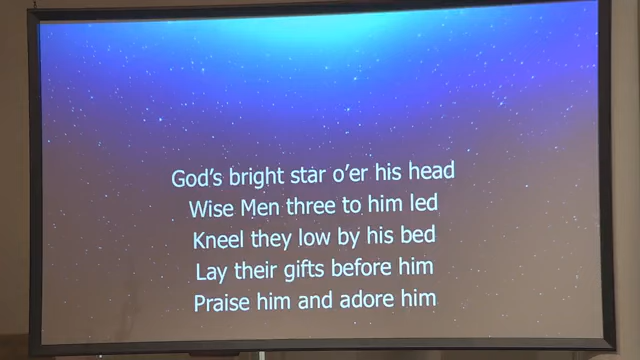 God's bright star o'er his head
Wise Men three to him led
Kneel they low by his bed
Lay their gifts before him
Praise him and adore him